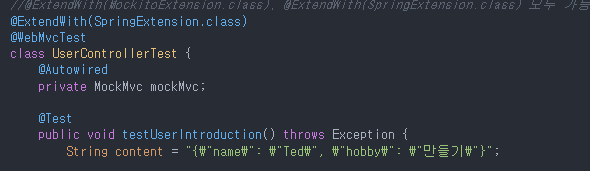 //@ExtendWith(MockitoExtension.class), @ExtendWith(SpringExtension.class) 모두 가능
@ExtendWith(SpringExtension.class)
@WebMvcTest
class UserControllerTest {
@Autowired
private MockMvc mockMvc;
@Test
public void testUserIntroduction() throws Exception {
String content = "{\"name\": \"Ted\", \"hobby\": \"만들기\"}";